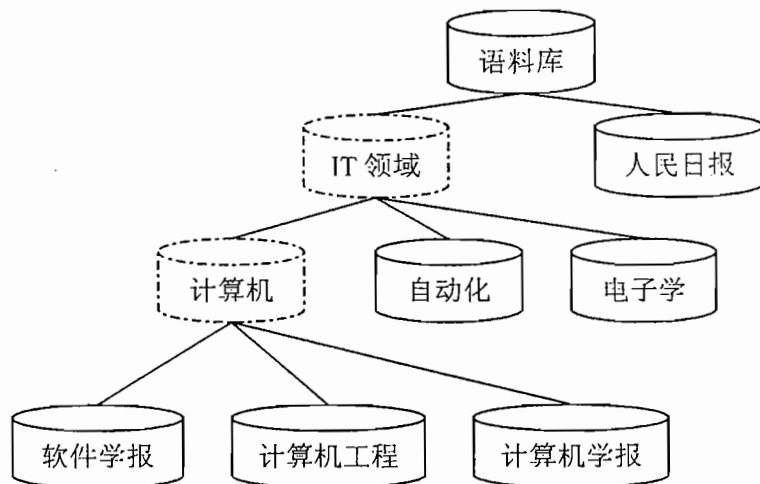 语料库
IT 领域
人民日报
计算机
自动化
电子学
软件学报
计算机工程
计算机学报